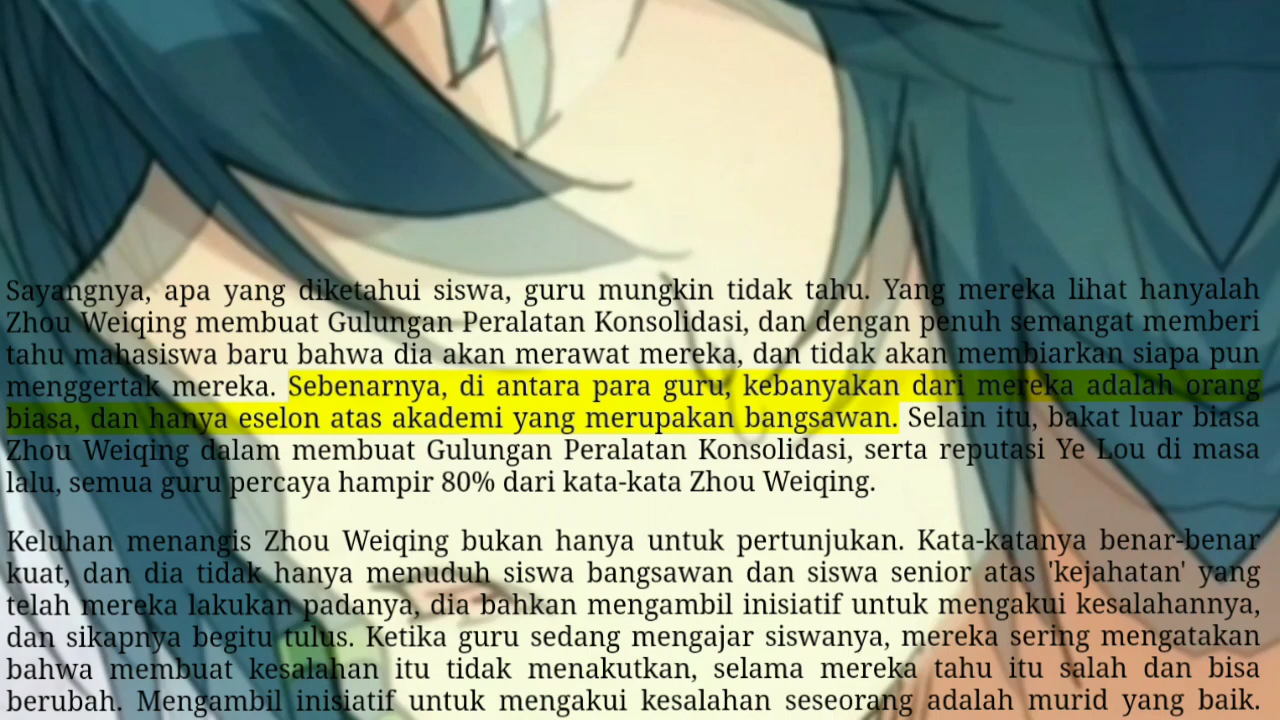 Sayangnya, apa yang diketahui siswa, guru mungkin tidak tahu. Yang mereka lihat hanyalah
Zhou Weiqing membuat Gulungan Peralatan Konsolidasi, dan dengan penuh semangat memberi
tahu mahasiswa baru bahwa dia akan merawat mereka, dan tidak akan membiarkan siapa pun
menggertak mereka. Sebenarnya, di antara para guru, kebanyakan dari mereka adalah orang
biasa, dan hanya eselon atas akademi yang merupakan bangsawan. Selain itu, bakat luar biasa
Zhou Weiqing dalam membuat Gulungan Peralatan Konsolidasi, serta reputasi Ye Lou di masa
lalu, semua guru percaya hampir 80% dari kata-kata Zhou Weiqing.
Keluhan menangis Zhou Weiqing bukan hanya untuk pertunjukan. Kata-katanya benar-benar
kuat, dan dia tidak hanya menuduh siswa bangsawan dan siswa senior atas 'kejahatan' yang
telah mereka lakukan padanya, dia bahkan mengambil inisiatif untuk mengakui kesalahannya,
dan sikapnya begitu tulus. Ketika guru sedang mengajar siswanya, mereka sering mengatakan
bahwa membuat kesalahan itu tidak menakutkan, selama mereka tahu itu salah dan bisa
berubah. Mengambil inisiatif untuk mengakui kesalahan seseorang adalah murid yang baik.